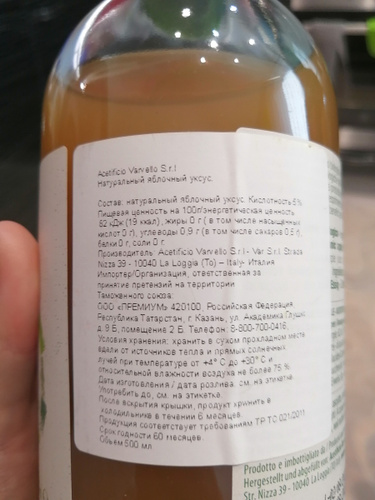 Acetificio Varvello S.r.l
Натуральный яблочный уксус.
Состав: натуральный яблочный уксус. Кислотность 5%
Пищевая ценность на 100г/энергетическая ценность
82 кДж (19 ккал), жиры 0 г (в том числе насыщенных
кислот 0 г), углеводы 0,9 г (в том числе сахаров 0,5 г),
белки 0 г, соли 0 г.
Производитель: Acetificio Varvello S.r.l - Var S.r.l. Strada
Nizza 39 - 10040 La Loggia (To) – Italy- Италия
Импортер/Организация, ответственная за
принятие претензий на территории
Таможенного союза:
ООО «ПРЕМИУМ» 420100, Российская Федерация,
Республика Татарстан, г. Казань, ул. Академика Глушко,
д. 9 Б, помещение 2 Б. Телефон: 8-800-700-0416.
Условия хранения: хранить в сухом прохладном месте
вдали от источников тепла и прямых солнечных
лучей при температуре от +4° С до +30° С и
относительной влажности воздуха не более 75 %
Дата изготовления / дата розлива: см. на этикетке.
Употребить до: см. на этикетке.
После вскрытия крышки, продукт хранить в
холодильнике в течении 6 месяцев.
Продукция соответствует требованиям ТР ТС 021/2011
Срок годности 60 месяцев
Объем 500 мл
Prodotto e imbottigliato da
Hergestellt und abgefüllt von
Str. Nizza 39 - 10040 La Loggia